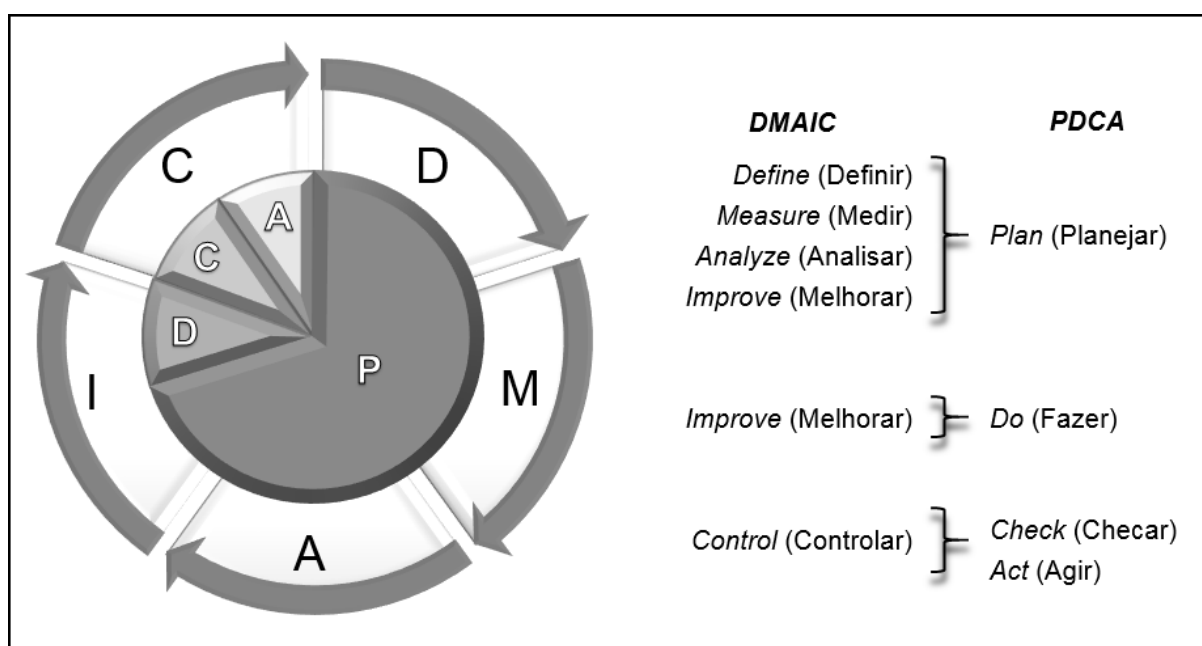 C
D
A
C
D
P
I
M
A
DMAIC PDCA
Define (Definir)
Measure (Medir)
Analyze (Analisar)
Improve (Melhorar)
Plan (Planejar)
Improve (Melhorar)
Do (Fazer)
Control (Controlar)
Check (Checar)
Act (Agir)